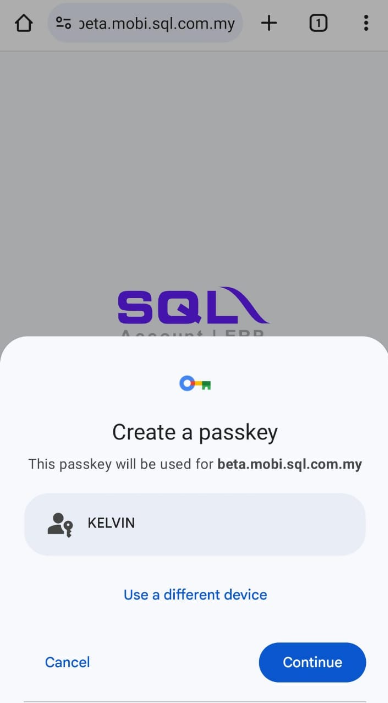 beta.mobi.sql.com.my
1
SQL
Account | ERP
Create a passkey
This passkey will be used for beta.mobi.sql.com.my
KELVIN
Use a different device
Cancel
Continue